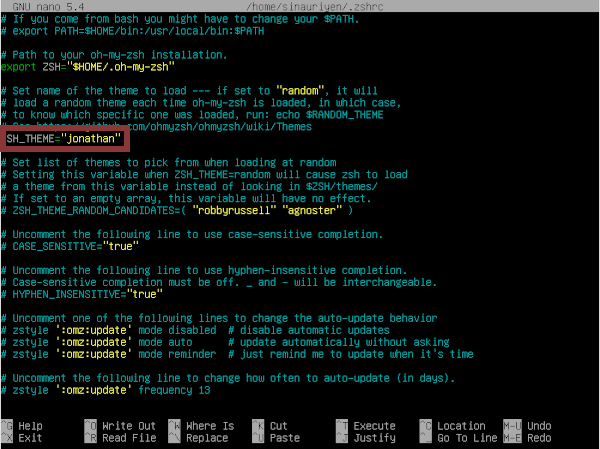 GNU nano 5.4 /home/sinauriyen/.zshrc
# If you come from bash you might have to change your $PATH.
# export PATH=$HOME/bin:/usr/local/bin:$PATH
# Path to your oh-my-zsh installation.
export ZSH="$HOME/.oh-my-zsh"
# Set name of the theme to load --- if set to "random", it will
# load a random theme each time oh-my-zsh is loaded, in which case,
# to know which specific one was loaded, run: echo $RANDOM_THEME
# See https://github.com/ohmyzsh/ohmyzsh/wiki/Themes
SH_THEME="jonathan"
# Set list of themes to pick from when loading at random
# Setting this variable when ZSH_THEME=random will cause zsh to load
# a theme from this variable instead of looking in $ZSH/themes/
# If set to an empty array, this variable will have no effect.
# ZSH_THEME_RANDOM_CANDIDATES=( "robbyrussell" "agnoster" )
# Uncomment the following line to use case-sensitive completion.
# CASE_SENSITIVE="true"
# Uncomment the following line to use hyphen-insensitive completion.
# Case-sensitive completion must be off. _ and - will be interchangeable.
# HYPHEN_INSENSITIVE="true"
# Uncomment one of the following lines to change the auto-update behavior
# zstyle ':omz:update' mode disabled # disable automatic updates
# zstyle ':omz:update' mode auto # update automatically without asking
# zstyle ':omz:update' mode reminder # just remind me to update when it's time
# Uncomment the following line to change how often to auto-update (in days).
# zstyle ':omz:update' frequency 13
^G Help ^O Write Out ^W Where Is ^K Cut ^T Execute ^C Location M-U Undo
^X Exit ^R Read File ^\ Replace ^U Paste ^J Justify ^_ Go To Line M-E Redo